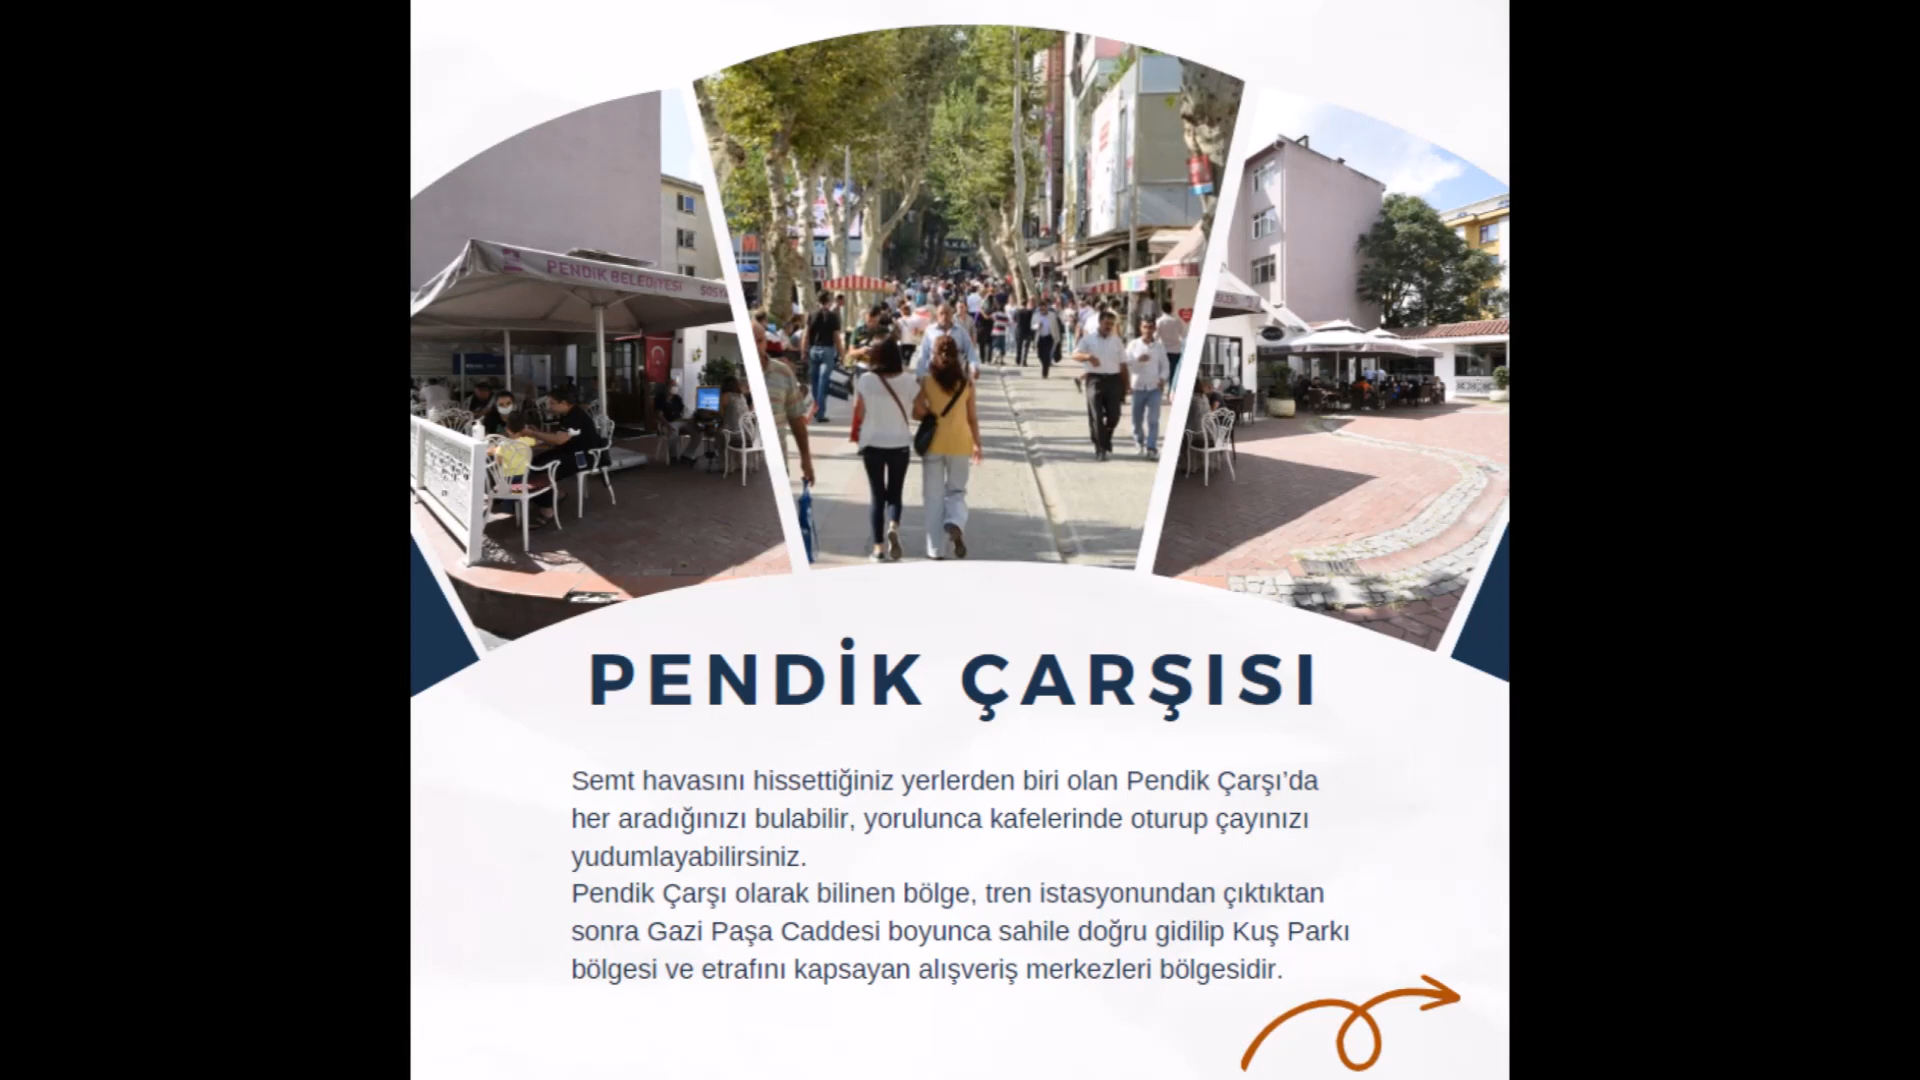 PENDİK BELEDİYESİ
PENDİK ÇARŞISI
Semt havasını hissettiğiniz yerlerden biri olan Pendik Çarşı’da
her aradığınızı bulabilir, yorulunca kafelerinde oturup çayınızı
yudumlayabilirsiniz.
Pendik Çarşı olarak bilinen bölge, tren istasyonundan çıktıktan
sonra Gazi Paşa Caddesi boyunca sahile doğru gidilip Kuş Parkı
bölgesi ve etrafını kapsayan alışveriş merkezleri bölgesidir.